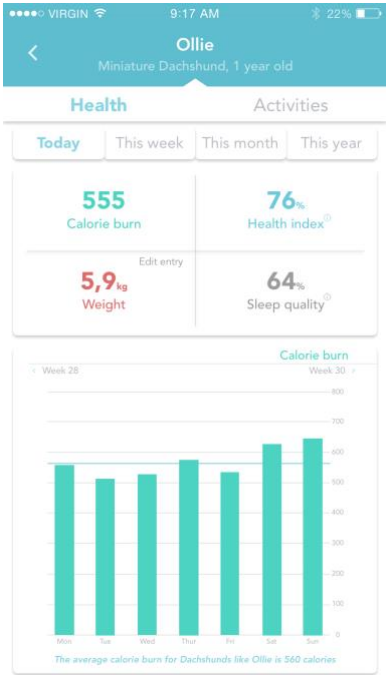 VIRGIN 9:17 AM 22%
Ollie
Miniature Dachshund, 1 year old
Health Activities
Today This week This month This year
555 76%
Calorie burn Health index
Edit entry
5,9 kg 64%
Weight Sleep quality
Calorie burn
‹ Week 28 Week 30 ›
800
700
600
500
400
300
200
100
0
Mon Tue Wed Thur Fri Sat Sun
The average calorie burn for Dachshunds like Ollie is 560 calories